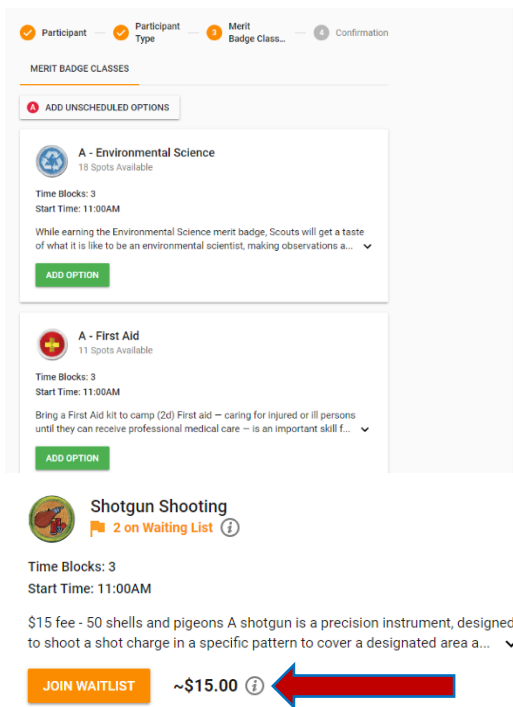 Participant
Participant Type
3 Merit Badge Class...
4 Confirmation
MERIT BADGE CLASSES
A ADD UNSCHEDULED OPTIONS
A - Environmental Science
18 Spots Available
Time Blocks: 3
Start Time: 11:00AM
While earning the Environmental Science merit badge, Scouts will get a taste
of what it is like to be an environmental scientist, making observations a...
ADD OPTION
A - First Aid
11 Spots Available
Time Blocks: 3
Start Time: 11:00AM
Bring a First Aid kit to camp (2d) First aid — caring for injured or ill persons
until they can receive professional medical care — is an important skill f...
ADD OPTION
Shotgun Shooting
2 on Waiting List i
Time Blocks: 3
Start Time: 11:00AM
$15 fee - 50 shells and pigeons A shotgun is a precision instrument, designed
to shoot a shot charge in a specific pattern to cover a designated area a...
JOIN WAITLIST ~$15.00 i